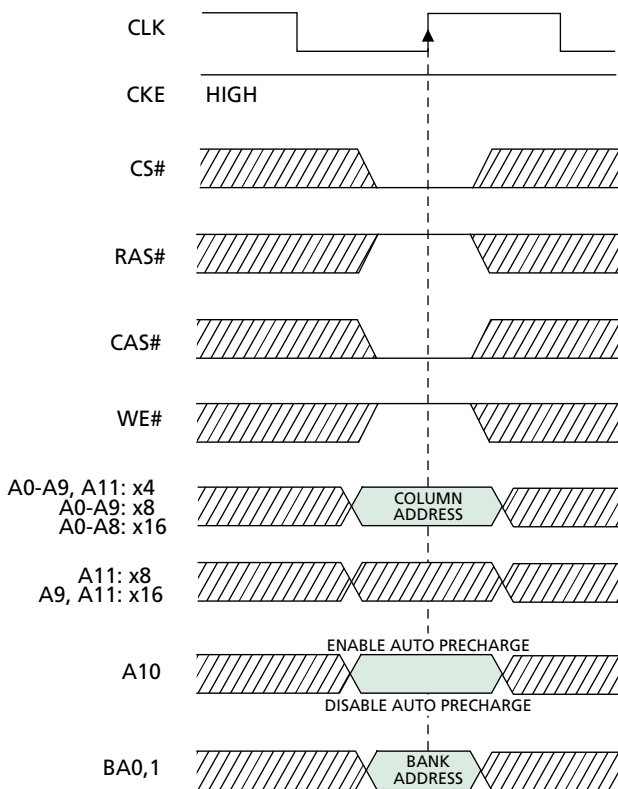 CLK
CKE HIGH
CS#
RAS#
CAS#
WE#
A0-A9, A11: x4
A0-A9: x8
A0-A8: x16
COLUMN
ADDRESS
A11: x8
A9, A11: x16
ENABLE AUTO PRECHARGE
A10
DISABLE AUTO PRECHARGE
BA0,1
BANK
ADDRESS